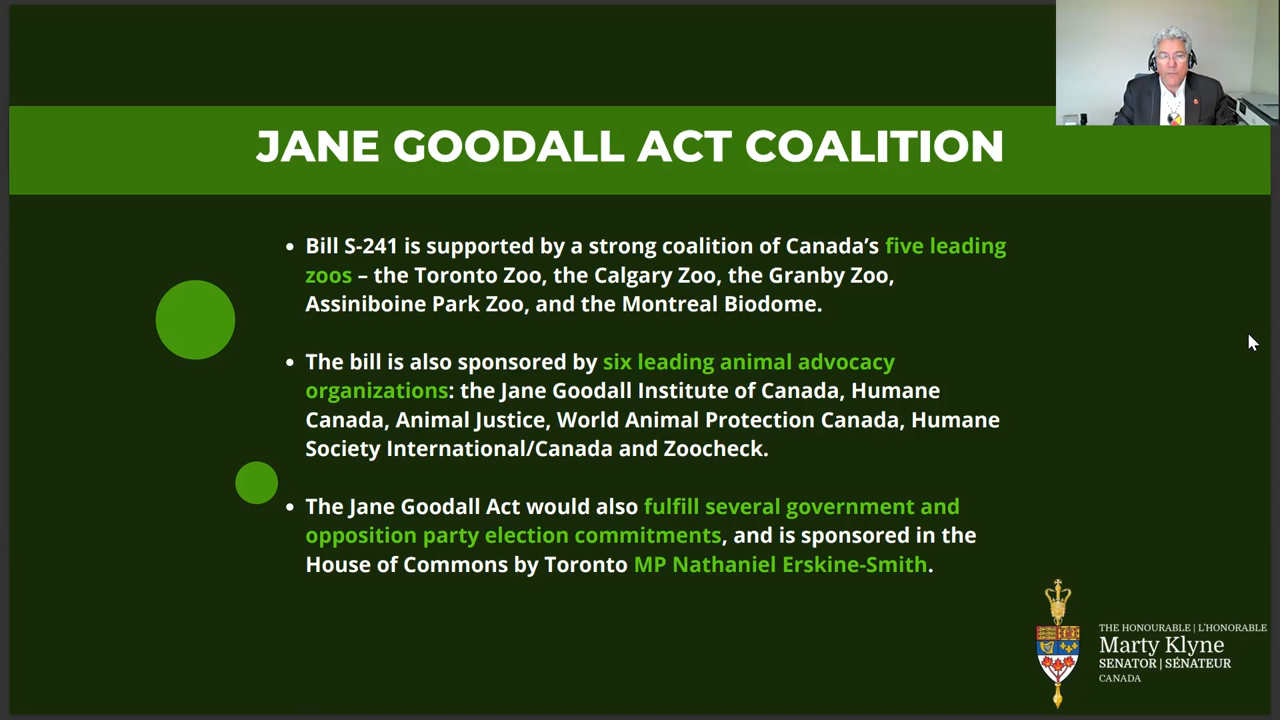 JANE GOODALL ACT COALITION
• Bill S-241 is supported by a strong coalition of Canada’s five leading
zoos – the Toronto Zoo, the Calgary Zoo, the Granby Zoo,
Assiniboine Park Zoo, and the Montreal Biodome.
• The bill is also sponsored by six leading animal advocacy
organizations: the Jane Goodall Institute of Canada, Humane
Canada, Animal Justice, World Animal Protection Canada, Humane
Society International/Canada and Zoocheck.
• The Jane Goodall Act would also fulfill several government and
opposition party election commitments, and is sponsored in the
House of Commons by Toronto MP Nathaniel Erskine-Smith.
THE HONOURABLE | L'HONORABLE
Marty Klyne
SENATOR | SÉNATEUR
CANADA